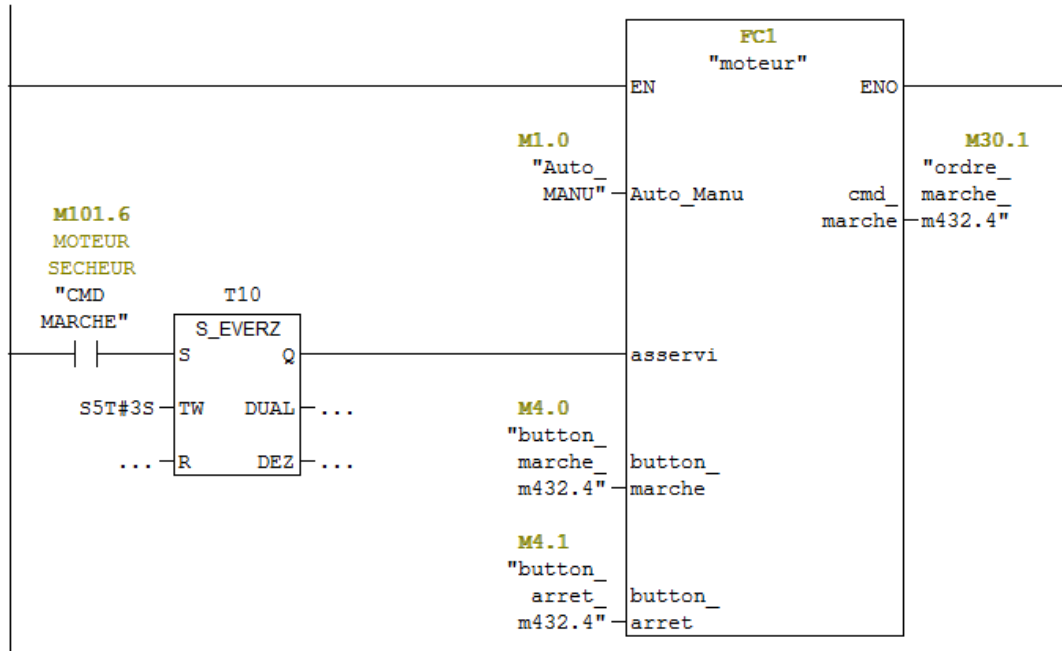 FC1
"moteur"
EN ENO
M1.0
"Auto_
MANU"
Auto_Manu
M30.1
"ordre_
marche_
m432.4"
cmd_
marche
M101.6
MOTEUR
SECHEUR
"CMD
MARCHE"
T10
S_EVERZ
S Q
asservi
S5T#3S
TW DUAL ...
... R DEZ ...
M4.0
"button_
marche_
m432.4"
button_
marche
M4.1
"button_
arret_
m432.4"
button_
arret